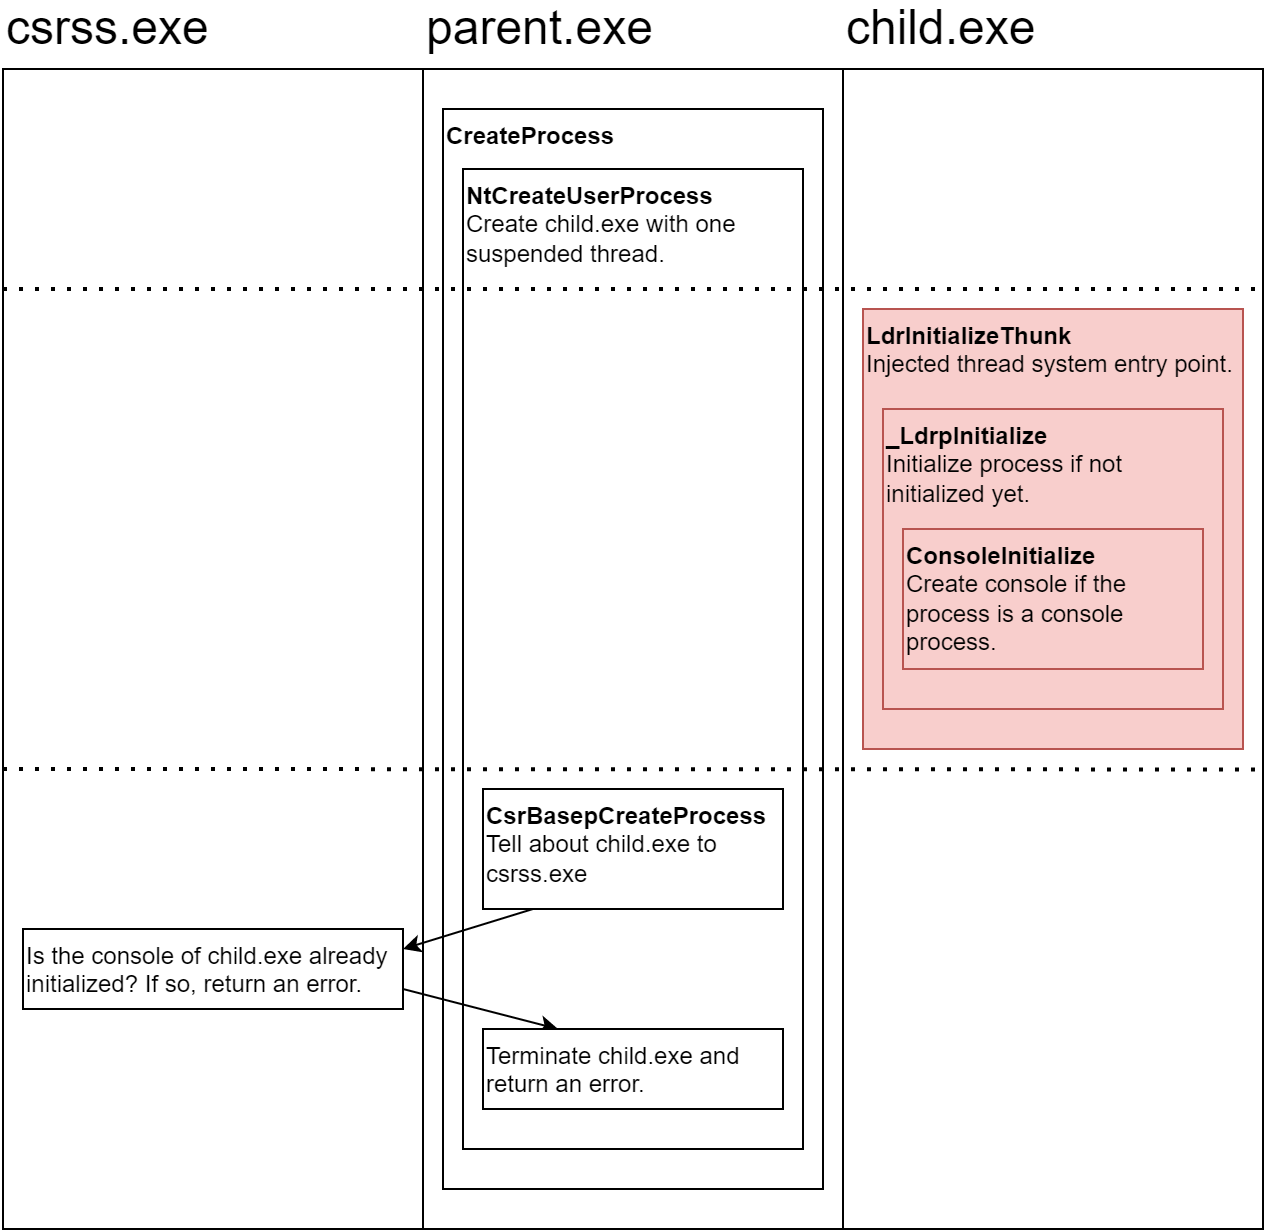 csrss.exe
parent.exe
child.exe
CreateProcess
NtCreateUserProcess
Create child.exe with one
suspended thread.
LdrInitializeThunk
Injected thread system entry point.
_LdrpInitialize
Initialize process if not
initialized yet.
ConsoleInitialize
Create console if the
process is a console
process.
CsrBasepCreateProcess
Tell about child.exe to
csrss.exe
Is the console of child.exe already
initialized? If so, return an error.
Terminate child.exe and
return an error.